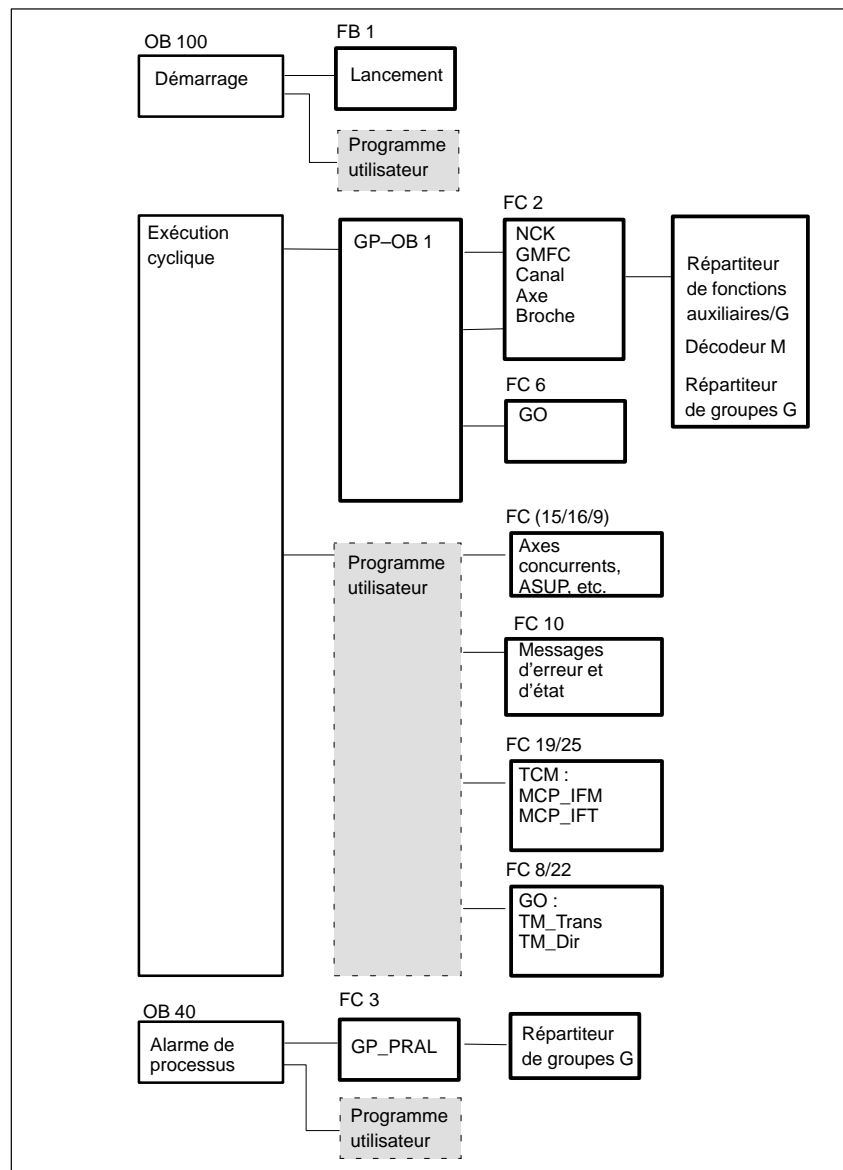 OB 100
FB 1
Démarrage
Lancement
Programme
utilisateur
FC 2
Exécution
cyclique
GP–OB 1
NCK
GMFC
Canal
Axe
Broche
Répartiteur
de fonctions
auxiliaires/G
Décodeur M
Répartiteur
de groupes G
FC 6
GO
FC (15/16/9)
Programme
utilisateur
Axes
concurrents,
ASUP, etc.
FC 10
Messages
d'erreur et
d'état
FC 19/25
TCM :
MCP_IFM
MCP_IFT
FC 8/22
GO :
TM_Trans
TM_Dir
OB 40
FC 3
Alarme de
processus
GP_PRAL
Répartiteur
de groupes G
Programme
utilisateur